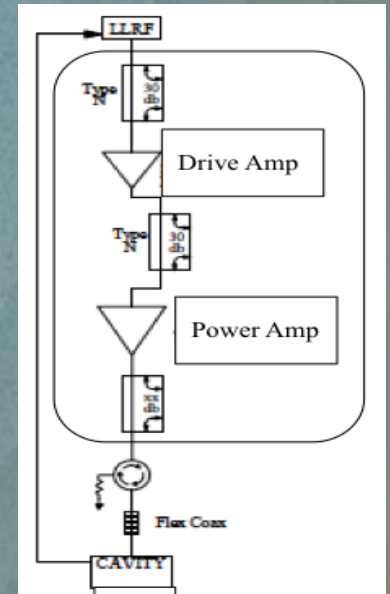 LLRF
Type
N
30
db
Drive Amp
Type
N
30
db
Power Amp
xx
db
Flex Coax
CAVITY